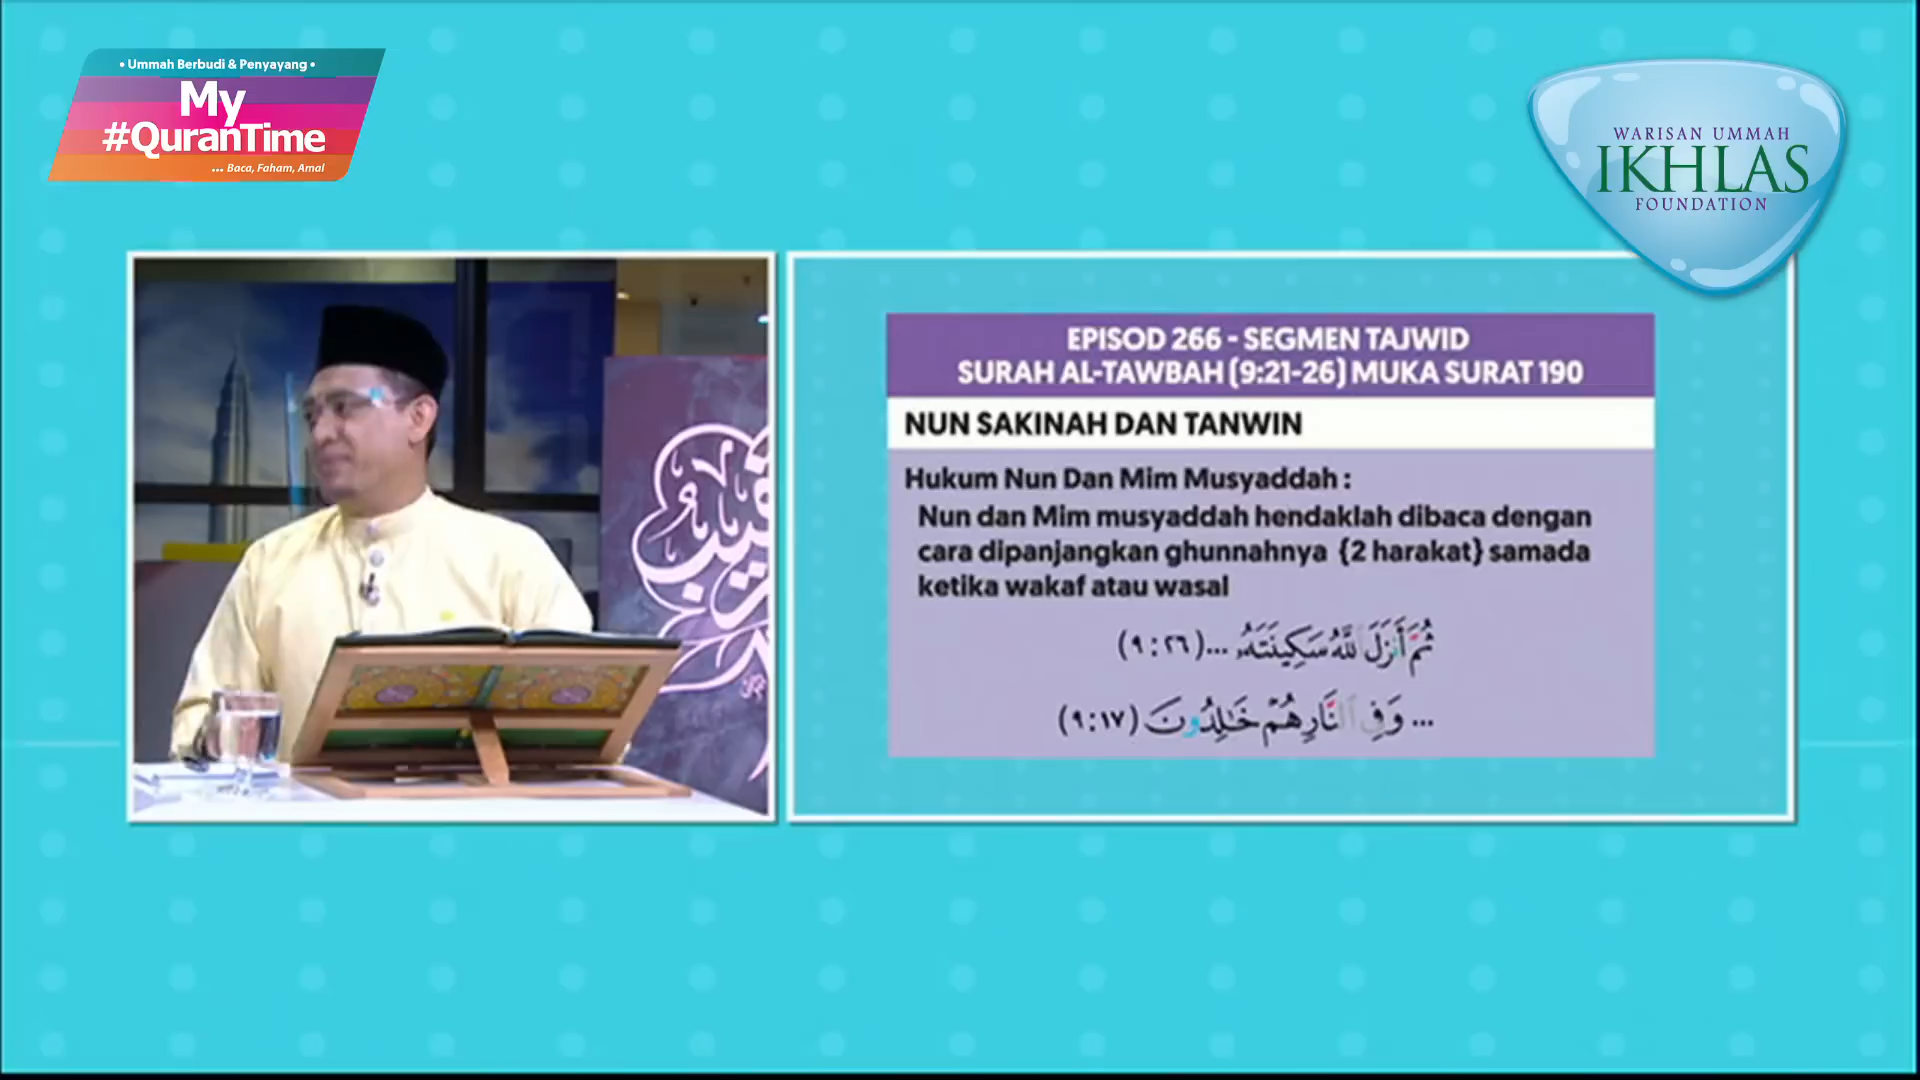 • Ummah Berbudi & Penyayang •
My
#QuranTime
... Baca, Faham, Amal
WARISAN UMMAH
IKHLAS
FOUNDATION
EPISOD 266 - SEGMEN TAJWID
SURAH AL-TAWBAH (9:21-26) MUKA SURAT 190
NUN SAKINAH DAN TANWIN
Hukum Nun Dan Mim Musyaddah :
Nun dan Mim musyaddah hendaklah dibaca dengan
cara dipanjangkan ghunnahnya {2 harakat} samada
ketika wakaf atau wasal
ثُمَّ أَنزَلَ ٱللَّهُ سَكِينَتَهُۥ ...(٩:٢٦)
... وَفِي ٱلنَّارِ هُمْ خَٰلِدُونَ (٩:١٧)